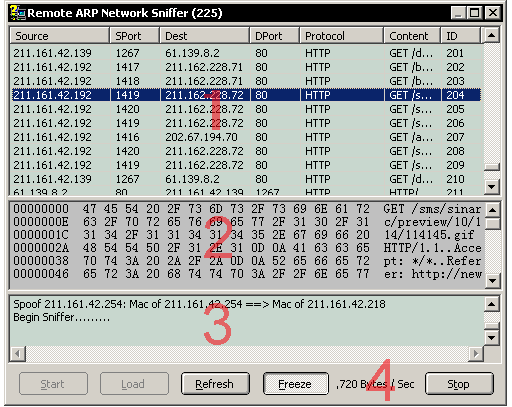 Remote ARP Network Sniffer (225)
Source SPort Dest DPort Protocol Content ID
211.161.42.139 1267 61.139.8.2 80 HTTP GET /d... 201
211.161.42.192 1417 211.162.228.71 80 HTTP GET /b... 202
211.161.42.192 1418 211.162.228.71 80 HTTP GET /b... 203
211.161.42.192 1419 211.162.228.72 80 HTTP GET /s... 204
211.161.42.192 1420 211.162.228.72 80 HTTP GET /s... 205
211.161.42.192 1419 211.162.228.72 80 HTTP GET /s... 206
211.161.42.192 1416 202.67.194.70 80 HTTP GET /a... 207
211.161.42.192 1420 211.162.228.72 80 HTTP GET /s... 208
211.161.42.192 1419 211.162.228.72 80 HTTP GET /s... 209
211.161.42.139 1268 61.139.8.2 80 HTTP GET /d... 210
61.139.8.2 80 211.161.42.139 1267 HTTP HTTP/... 211
1
00000000 47 45 54 20 2F 73 6D 73 2F 73 69 6E 61 72 GET /sms/sinar
0000000E 63 2F 70 72 65 76 69 65 77 2F 31 30 2F 31 c/preview/10/1
0000001C 31 34 2F 31 31 34 31 34 35 2E 67 69 66 20 14/114145.gif
0000002A 48 54 54 50 2F 31 2E 31 0D 0A 41 63 63 65 HTTP/1.1..Acce
00000038 70 74 3A 20 2A 2F 2A 0D 0A 52 65 66 65 72 pt: */*..Refer
00000046 65 72 3A 20 68 74 74 70 3A 2F 2F 6E 65 77 er: http://new
2
Spoof 211.161.42.254: Mac of 211.161.42.254 ==> Mac of 211.161.42.218
Begin Sniffer.........
3
Start Load Refresh Freeze ,720 Bytes / Sec Stop
4